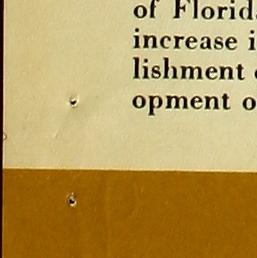 of Florid
increase i
lishment
opment o